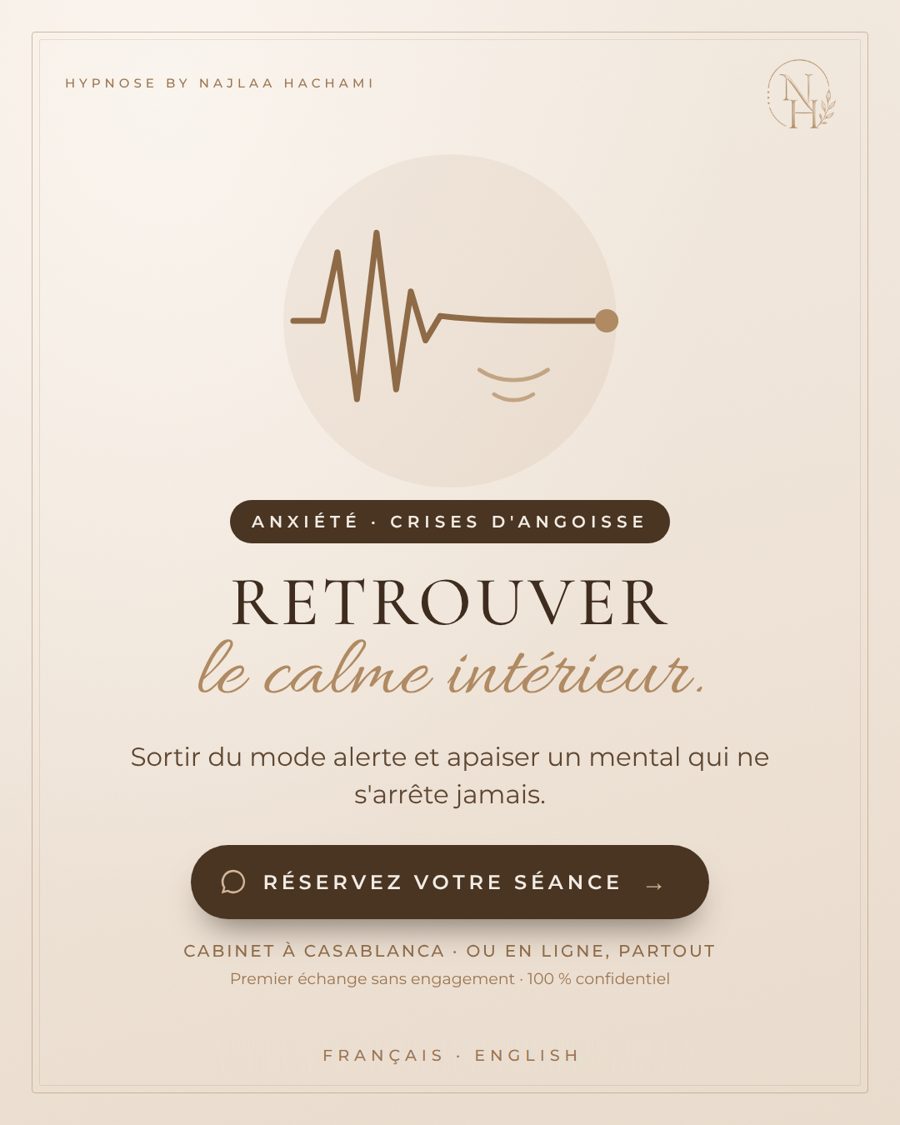 HYPNOSE BY NAJLAA HACHAMI
NH
ANXIÉTÉ · CRISES D'ANGOISSE
RETROUVER
le calme intérieur.
Sortir du mode alerte et apaiser un mental qui ne
s'arrête jamais.
RÉSERVEZ VOTRE SÉANCE →
CABINET À CASABLANCA · OU EN LIGNE, PARTOUT
Premier échange sans engagement · 100 % confidentiel
FRANÇAIS · ENGLISH